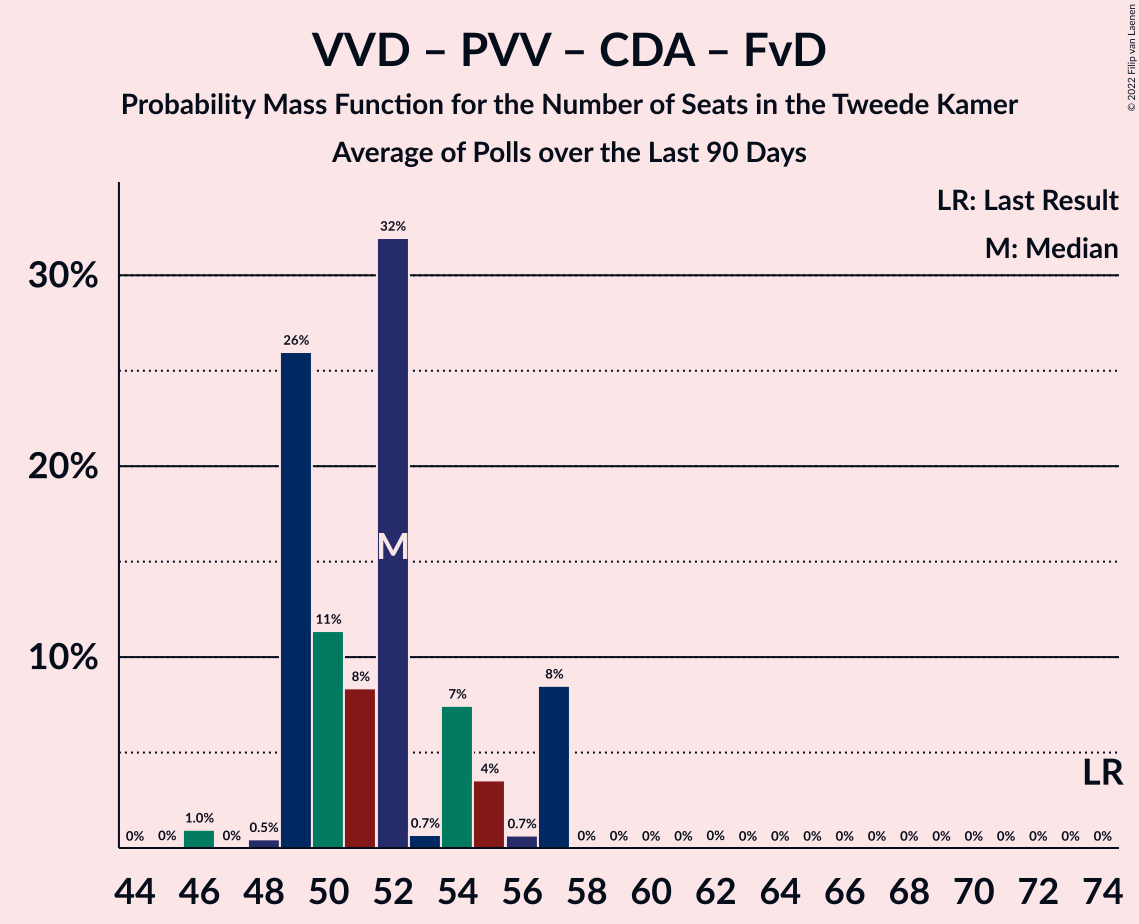 VVD – PVV – CDA – FvD
Probability Mass Function for the Number of Seats in the Tweede Kamer
Average of Polls over the Last 90 Days
© 2022 Filip van Laenen
LR: Last Result
M: Median
30%
20%
10%
0% 0% 1.0% 0% 0.5% 26% 11% 8% 32% 0.7% 7% 4% 0.7% 8% 0% 0% 0% 0% 0% 0% 0% 0% 0% 0% 0% 0% 0% 0% 0% 0% 0%
M
LR
44 46 48 50 52 54 56 58 60 62 64 66 68 70 72 74